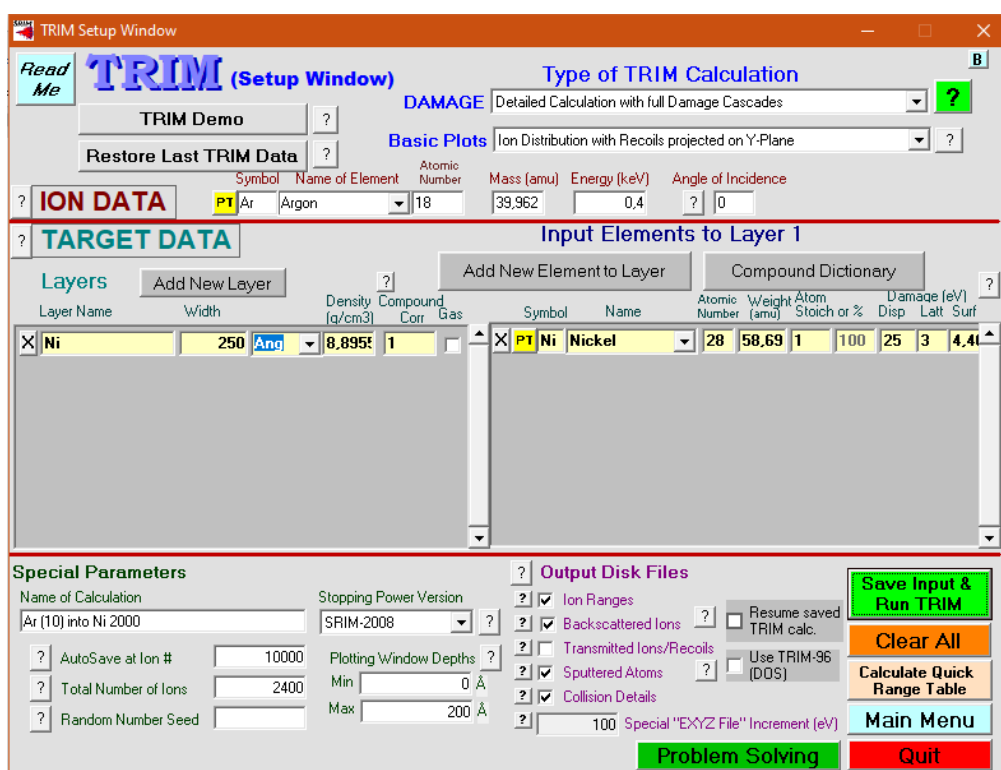 TRIM Setup Window
Read Me
TRIM (Setup Window)
Type of TRIM Calculation
B
DAMAGE Detailed Calculation with full Damage Cascades ?
TRIM Demo ?
Basic Plots Ion Distribution with Recoils projected on Y-Plane ?
Restore Last TRIM Data ?
Symbol Name of Element Atomic Number Mass (amu) Energy (keV) Angle of Incidence
? ION DATA PT Ar Argon 18 39,962 0,4 ? 0
? TARGET DATA
Input Elements to Layer 1
Layers Add New Layer ?
Add New Element to Layer Compound Dictionary ?
Layer Name Width Density (g/cm3) Compound Corr Gas
Symbol Name Atomic Number Weight (amu) Atom Stoich or % Damage (eV) Disp Latt Surf
X Ni 250 Ang 8,895 1
X PT Ni Nickel 28 58,69 1 100 25 3 4,4
Special Parameters
Name of Calculation
Ar (10) into Ni 2000
Stopping Power Version
SRIM-2008 ?
? AutoSave at Ion # 10000
? Total Number of Ions 2400
? Random Number Seed
Plotting Window Depths ?
Min 0 Å
Max 200 Å
? Output Disk Files
? Ion Ranges
? Backscattered Ions
? Transmitted Ions/Recoils
? Sputtered Atoms
? Collision Details
? 100 Special "EXYZ File" Increment (eV)
? Resume saved TRIM calc.
? Use TRIM-96 (DOS)
Problem Solving
Save Input & Run TRIM
Clear All
Calculate Quick Range Table
Main Menu
Quit